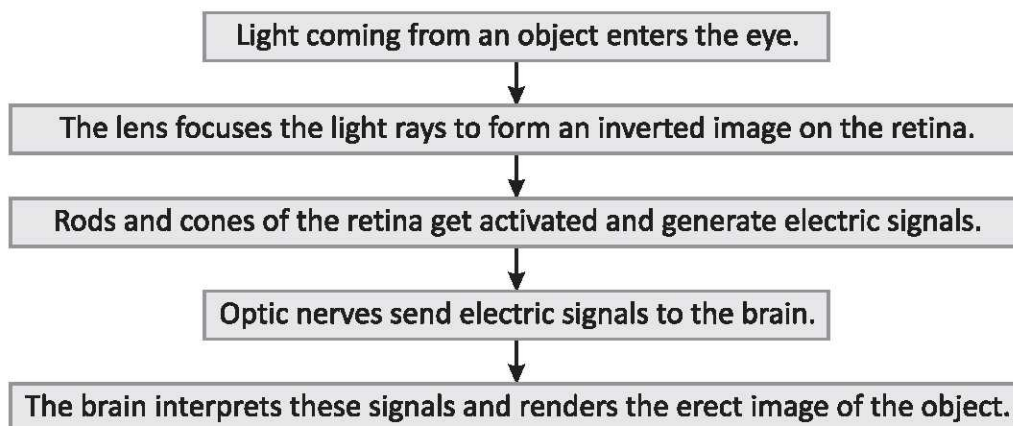 Light coming from an object enters the eye.
The lens focuses the light rays to form an inverted image on the retina.
Rods and cones of the retina get activated and generate electric signals.
Optic nerves send electric signals to the brain.
The brain interprets these signals and renders the erect image of the object.